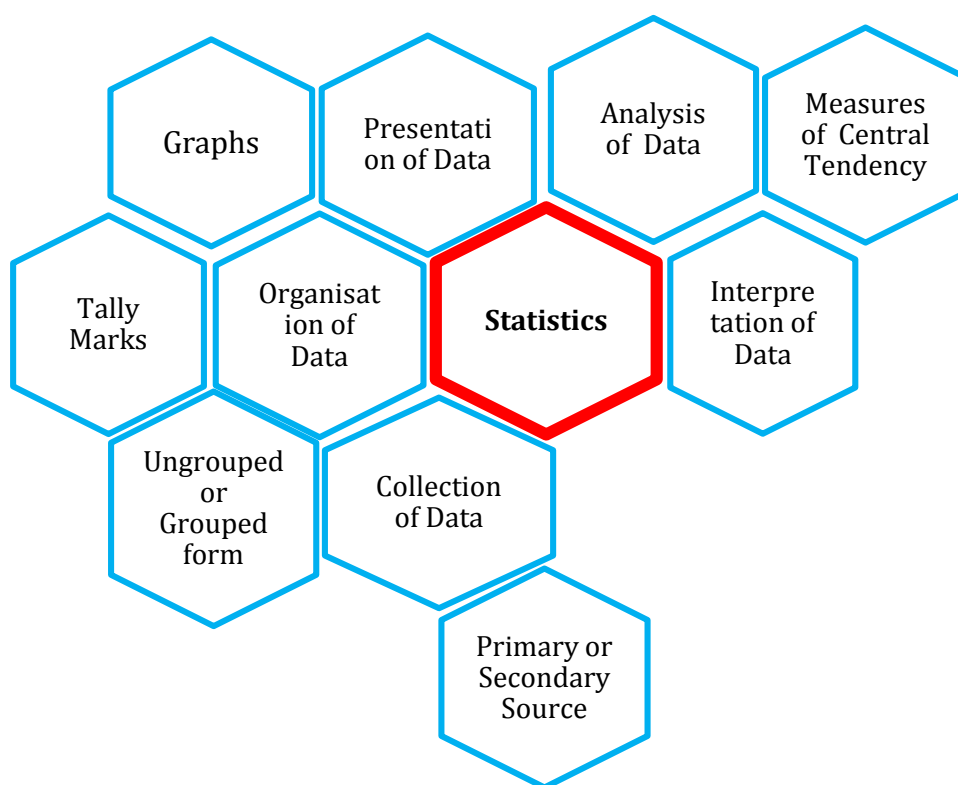 Graphs
Presentati
on of Data
Analysis
of Data
Measures
of Central
Tendency
Tally
Marks
Organisat
ion of
Data
Statistics
Interpre
tation of
Data
Ungrouped
or
Grouped
form
Collection
of Data
Primary or
Secondary
Source